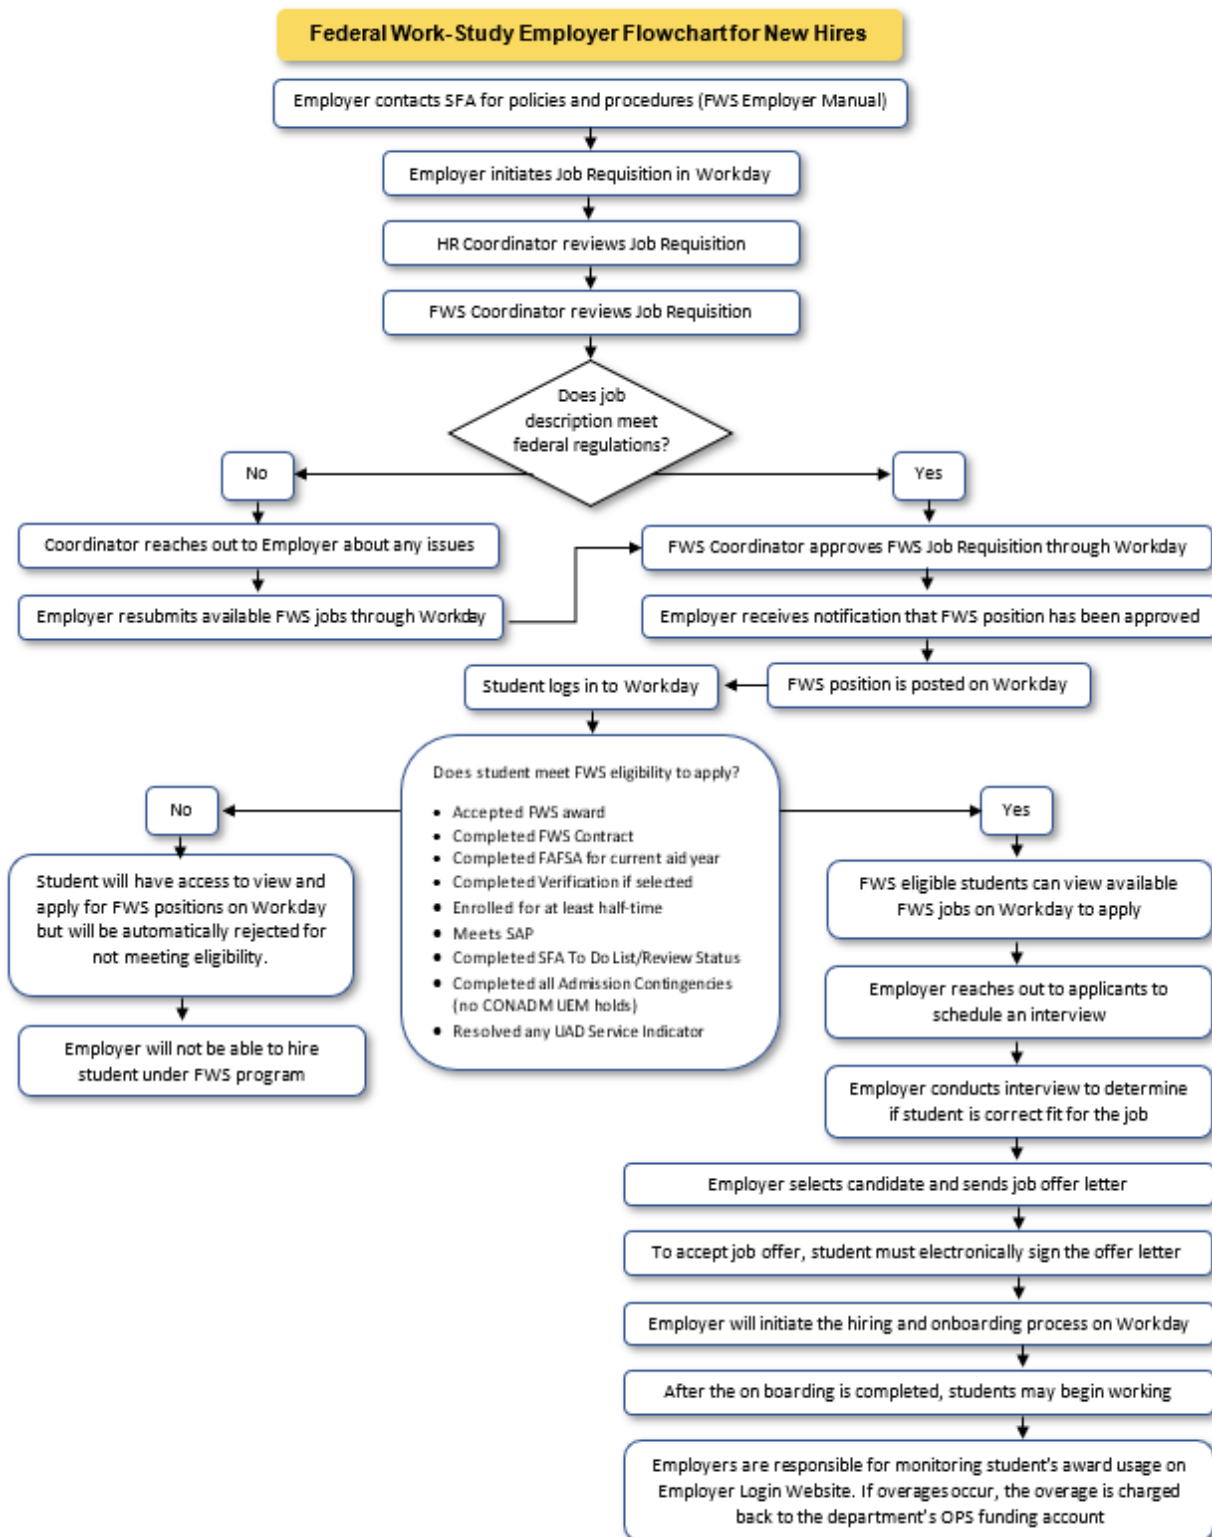 Federal Work-Study Employer Flowchart for New Hires
Employer contacts SFA for policies and procedures (FWS Employer Manual)
Employer initiates Job Requisition in Workday
HR Coordinator reviews Job Requisition
FWS Coordinator reviews Job Requisition
Does job
description meet
federal regulations?
No
Yes
Coordinator reaches out to Employer about any issues
FWS Coordinator approves FWS Job Requisition through Workday
Employer resubmits available FWS jobs through Workday
Employer receives notification that FWS position has been approved
FWS position is posted on Workday
Student logs in to Workday
Does student meet FWS eligibility to apply?
• Accepted FWS award
• Completed FWS Contract
• Completed FAFSA for current aid year
• Completed Verification if selected
• Enrolled for at least half-time
• Meets SAP
• Completed SFA To Do List/Review Status
• Completed all Admission Contingencies
(no CONADM UEM holds)
• Resolved any UAD Service Indicator
No
Student will have access to view and
apply for FWS positions on Workday
but will be automatically rejected for
not meeting eligibility.
Employer will not be able to hire
student under FWS program
Yes
FWS eligible students can view available
FWS jobs on Workday to apply
Employer reaches out to applicants to
schedule an interview
Employer conducts interview to determine
if student is correct fit for the job
Employer selects candidate and sends job offer letter
To accept job offer, student must electronically sign the offer letter
Employer will initiate the hiring and onboarding process on Workday
After the on boarding is completed, students may begin working
Employers are responsible for monitoring student's award usage on
Employer Login Website. If overages occur, the overage is charged
back to the department's OPS funding account